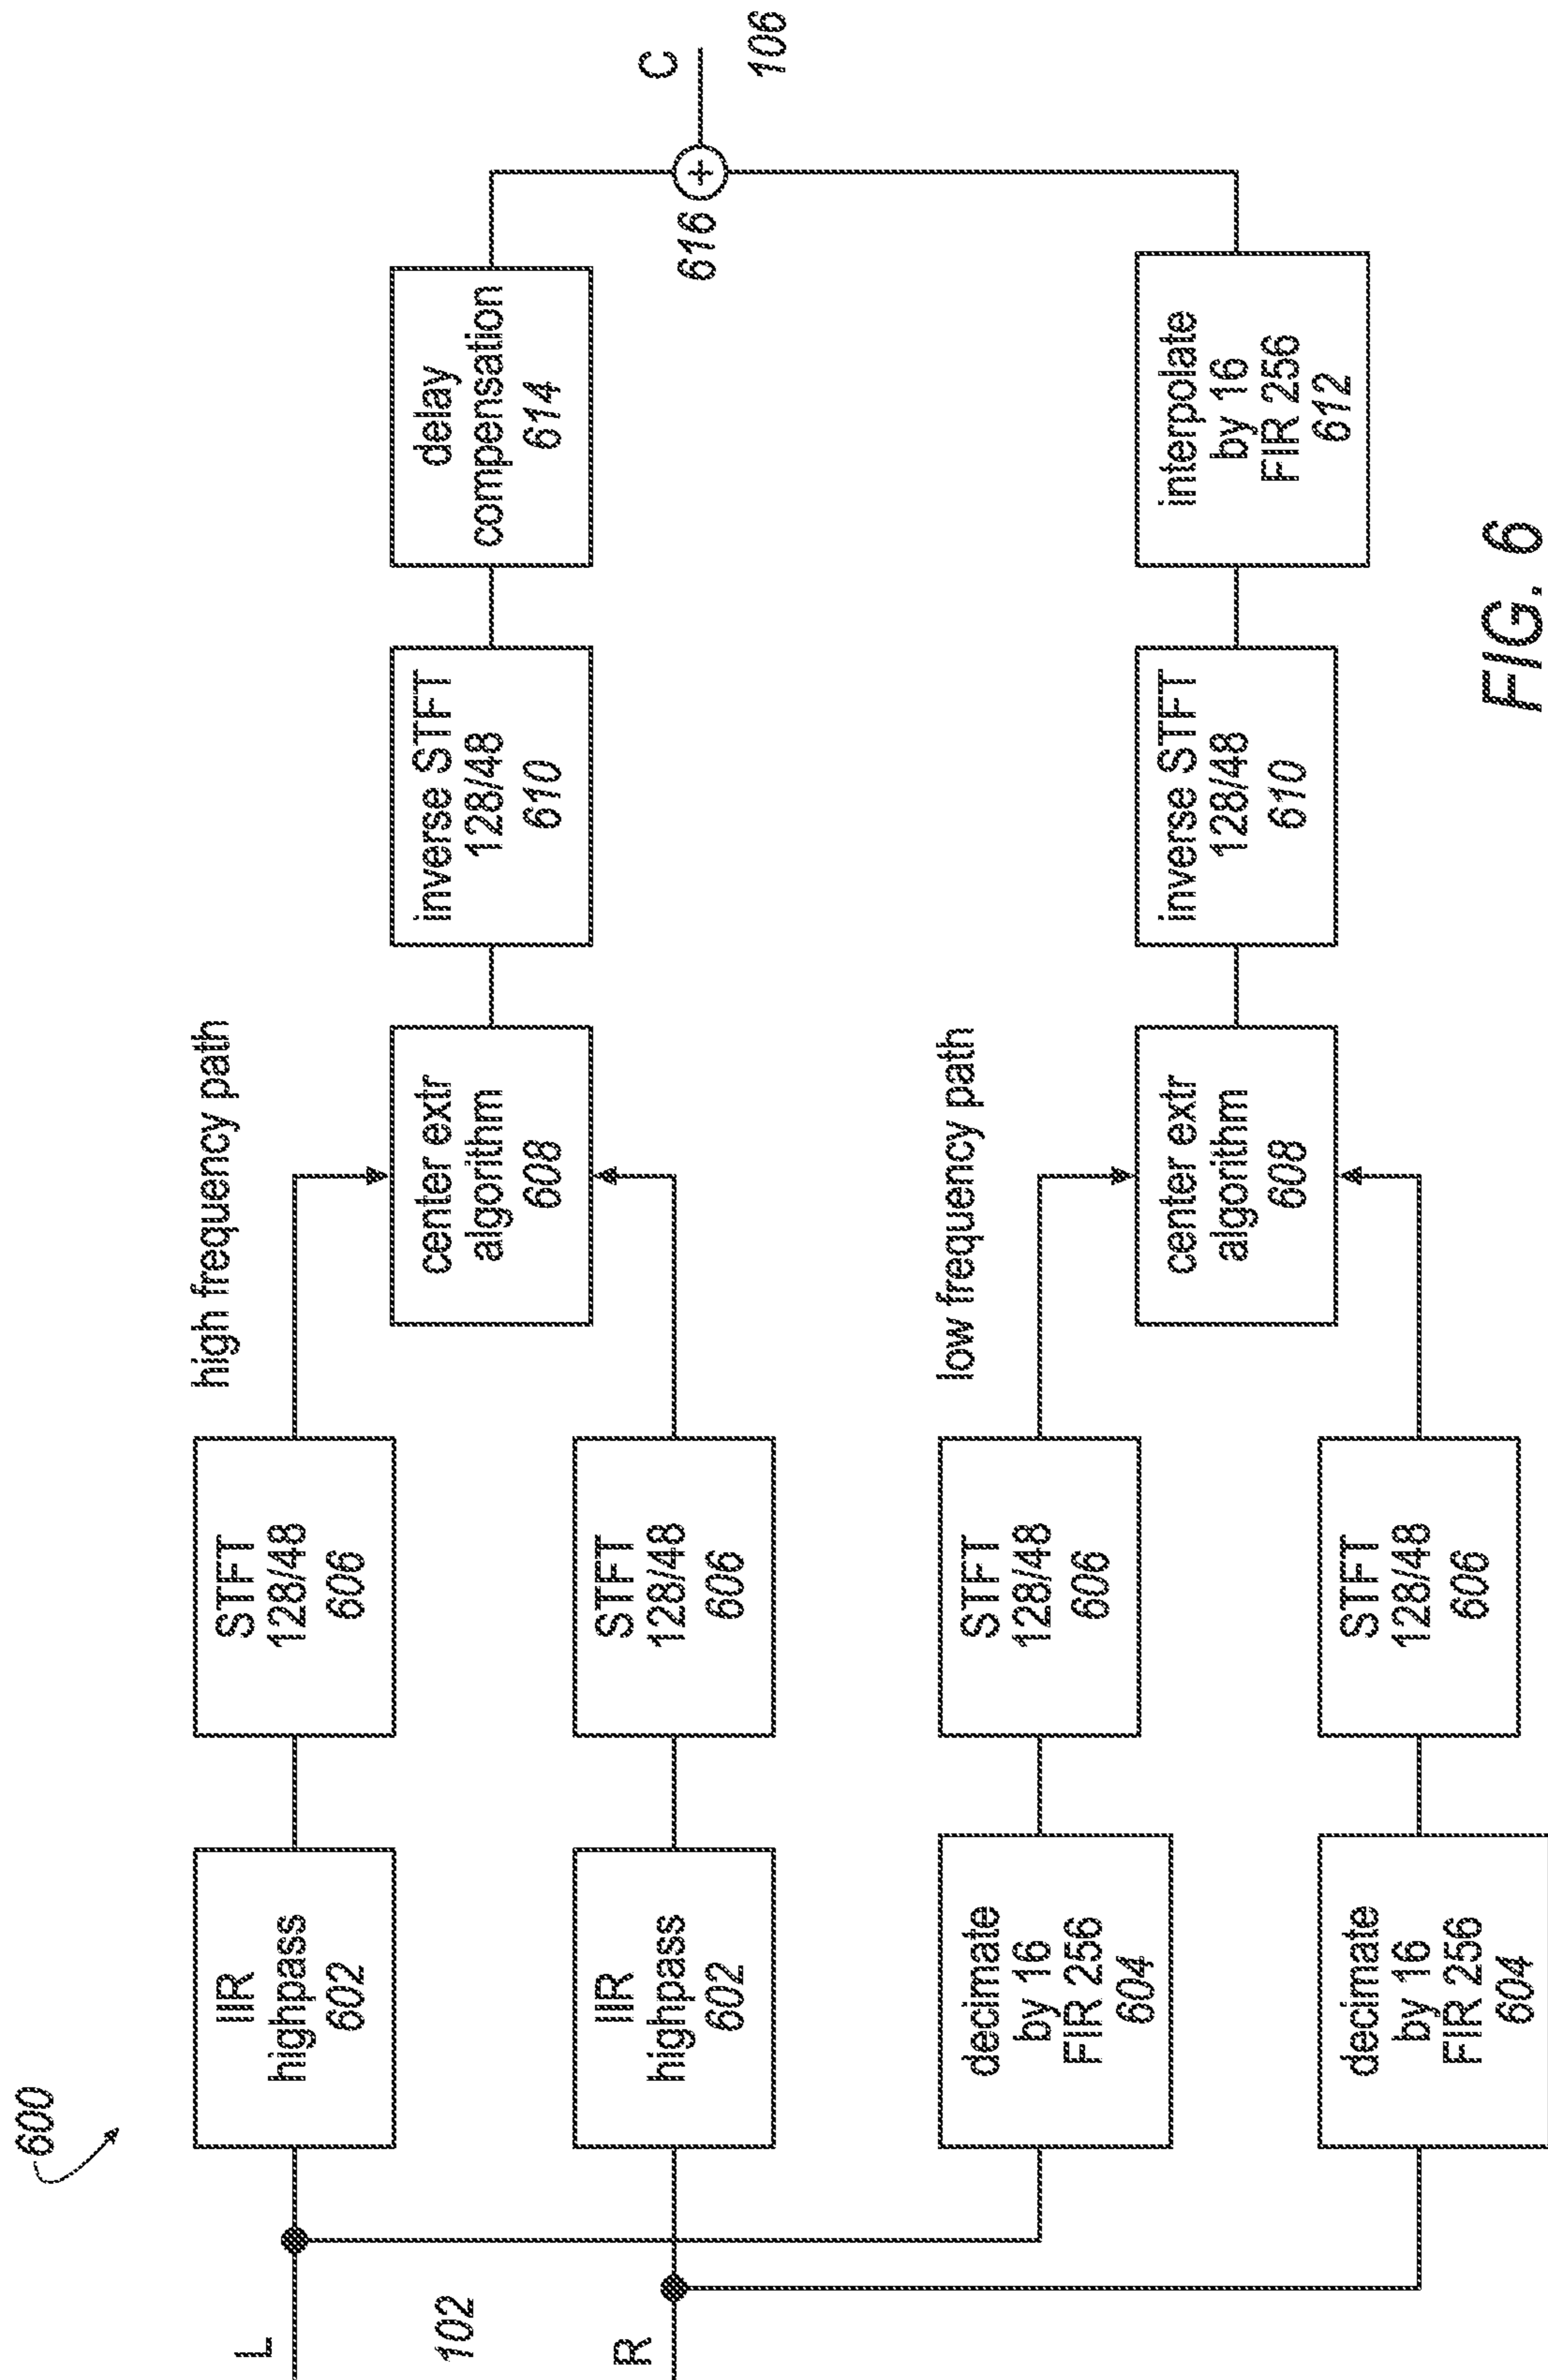 600
L
102
R
IIR
highpass
602
STFT
128/48
606
high frequency path
IIR
highpass
602
STFT
128/48
606
center extr
algorithm
608
inverse STFT
128/48
610
delay
compensation
614
616
+
C
106
decimate
by 16
FIR 256
604
STFT
128/48
606
low frequency path
decimate
by 16
FIR 256
604
STFT
128/48
606
center extr
algorithm
608
inverse STFT
128/48
610
interpolate
by 16
FIR 256
612
FIG. 6